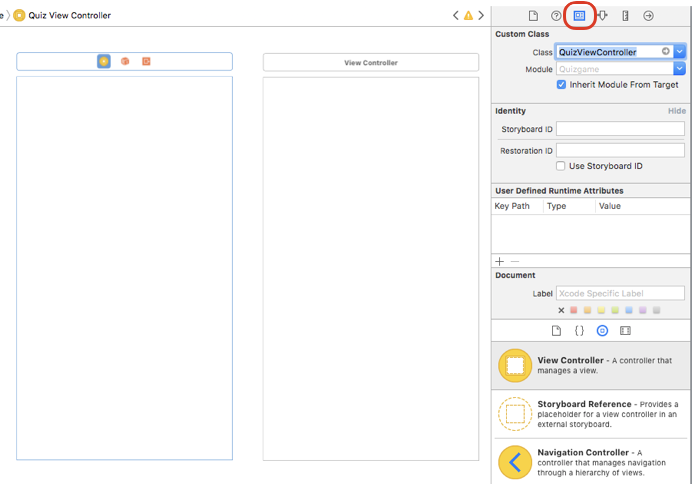 Quiz View Controller
View Controller
Custom Class
Class QuizViewController
Module Quizgame
Inherit Module From Target
Identity Hide
Storyboard ID
Restoration ID
Use Storyboard ID
User Defined Runtime Attributes
Key Path Type Value
Document
Label Xcode Specific Label
View Controller - A controller that
manages a view.
Storyboard Reference - Provides a
placeholder for a view controller in an
external storyboard.
Navigation Controller - A
controller that manages navigation
through a hierarchy of views.